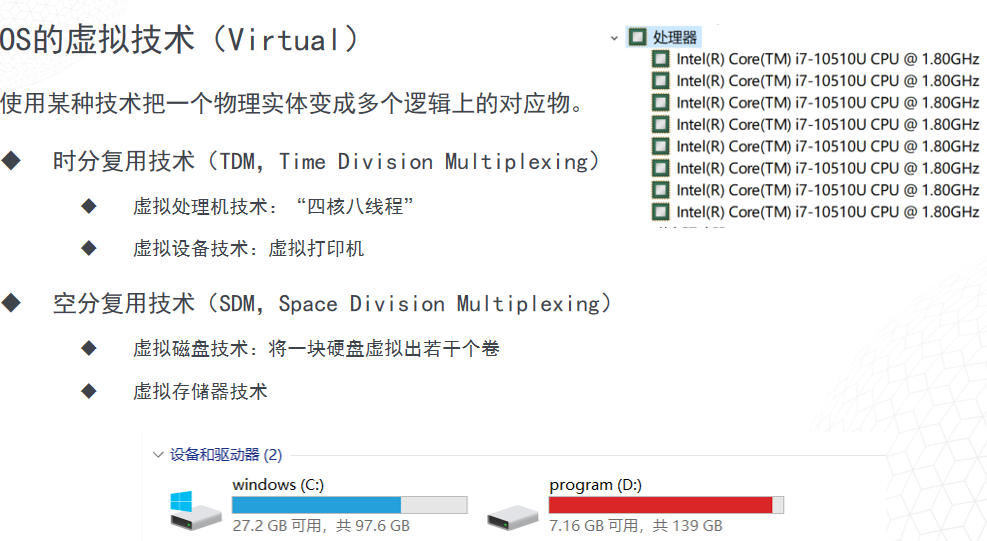 OS的虚拟技术（Virtual）
使用某种技术把一个物理实体变成多个逻辑上的对应物。
时分复用技术（TDM，Time Division Multiplexing）
虚拟处理机技术：“四核八线程”
虚拟设备技术：虚拟打印机
空分复用技术（SDM，Space Division Multiplexing）
虚拟磁盘技术：将一块硬盘虚拟出若干个卷
虚拟存储器技术
处理器
Intel(R) Core(TM) i7-10510U CPU @ 1.80GHz
Intel(R) Core(TM) i7-10510U CPU @ 1.80GHz
Intel(R) Core(TM) i7-10510U CPU @ 1.80GHz
Intel(R) Core(TM) i7-10510U CPU @ 1.80GHz
Intel(R) Core(TM) i7-10510U CPU @ 1.80GHz
Intel(R) Core(TM) i7-10510U CPU @ 1.80GHz
Intel(R) Core(TM) i7-10510U CPU @ 1.80GHz
Intel(R) Core(TM) i7-10510U CPU @ 1.80GHz
设备和驱动器 (2)
windows (C:)
27.2 GB 可用，共 97.6 GB
program (D:)
7.16 GB 可用，共 139 GB